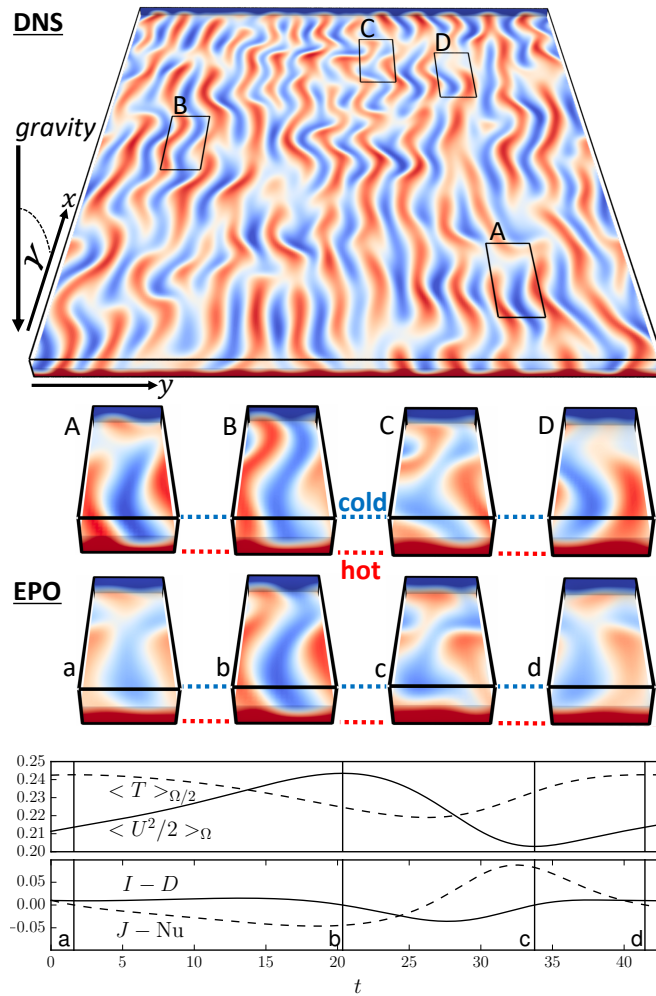 DNS
C
D
B
gravity
x
γ
A
y
A
B
C
D
cold
hot
EPO
a
b
c
d
0.25
0.24
0.23
0.22
0.21
0.20
< T >Ω/2
< U²/2 >Ω
0.05
0.00
-0.05
I − D
J − Nu
a
b
c
d
0
5
10
15
20
25
30
35
40
t